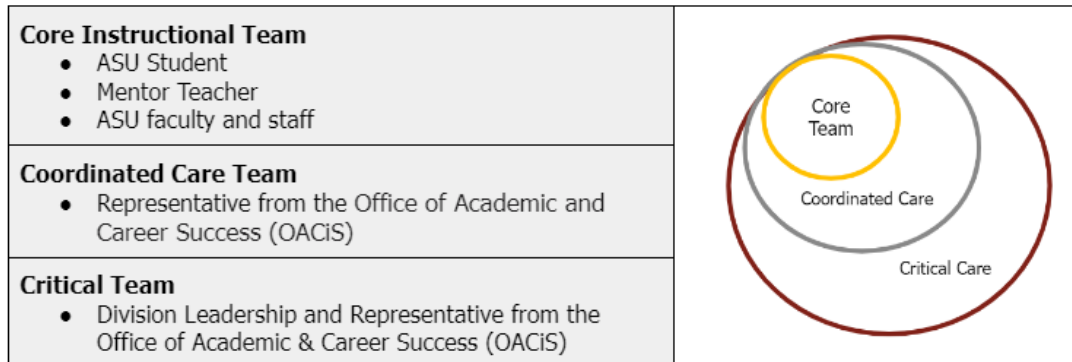 Core Instructional Team
● ASU Student
● Mentor Teacher
● ASU faculty and staff
Coordinated Care Team
● Representative from the Office of Academic and
Career Success (OACiS)
Critical Team
● Division Leadership and Representative from the
Office of Academic & Career Success (OACiS)
Core
Team
Coordinated Care
Critical Care